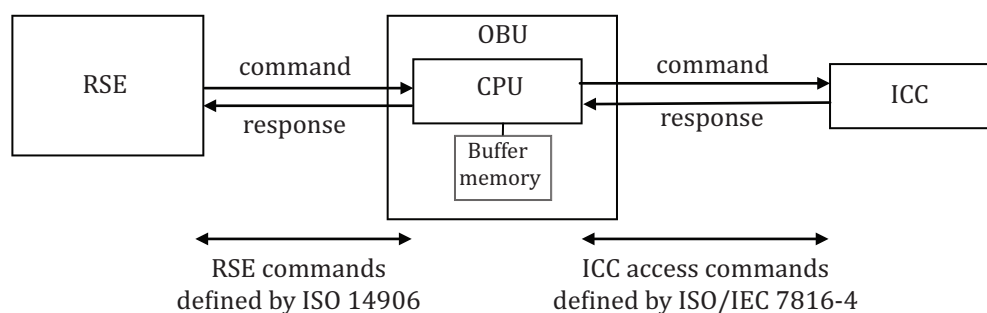 OBU
RSE
command
response
CPU
Buffer
memory
command
response
ICC
RSE commands
defined by ISO 14906
ICC access commands
defined by ISO/IEC 7816-4